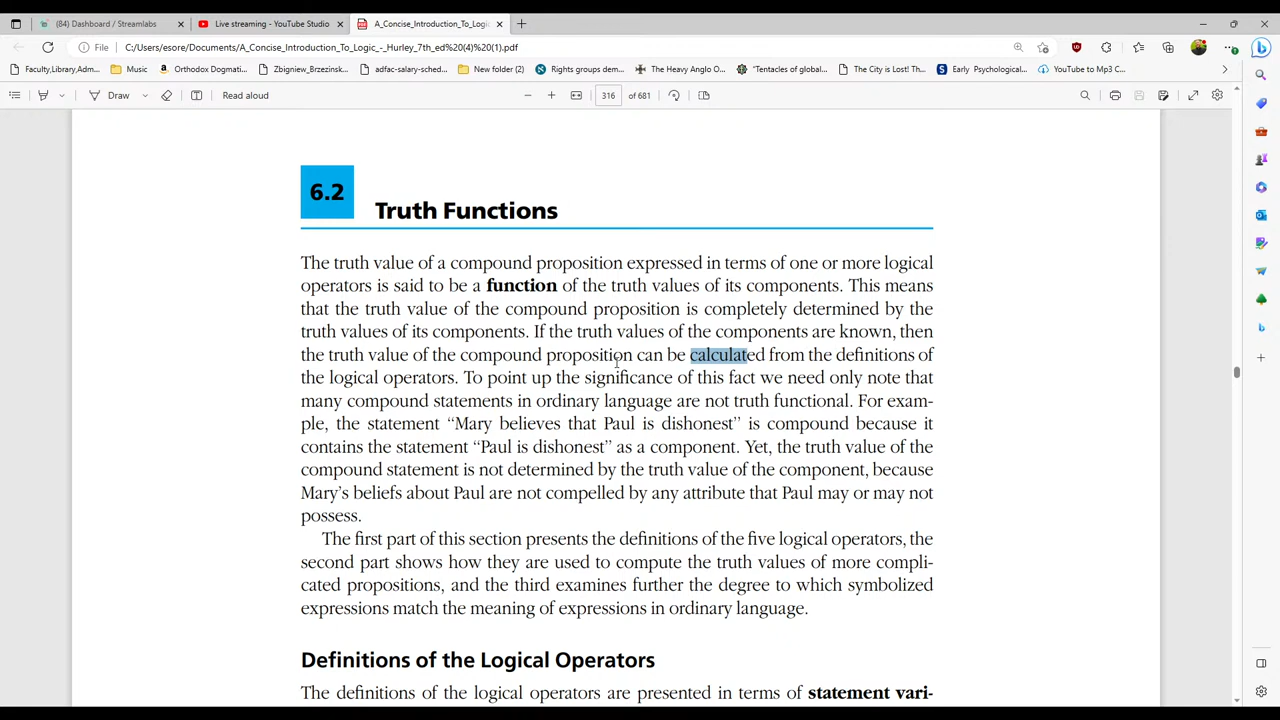 (84) Dashboard / Streamlabs
Live streaming - YouTube Studio
A_Concise_Introduction_To_Logi
File
C:/Users/esore/Documents/A_Concise_Introduction_To_Logic_-_Hurley_7th_ed%20(4)%20(1).pdf
Faculty,Library,Adm...
Music
Orthodox Dogmati...
Zbigniew_Brzezinsk...
adfac-salary-sched...
New folder (2)
Rights groups dem...
The Heavy Anglo O...
"Tentacles of global...
The City is Lost! Th...
Early Psychological...
YouTube to Mp3 C...
Draw
Read aloud
316 of 681
6.2
Truth Functions
The truth value of a compound proposition expressed in terms of one or more logical
operators is said to be a function of the truth values of its components. This means
that the truth value of the compound proposition is completely determined by the
truth values of its components. If the truth values of the components are known, then
the truth value of the compound proposition can be calculated from the definitions of
the logical operators. To point up the significance of this fact we need only note that
many compound statements in ordinary language are not truth functional. For exam-
ple, the statement “Mary believes that Paul is dishonest” is compound because it
contains the statement “Paul is dishonest” as a component. Yet, the truth value of the
compound statement is not determined by the truth value of the component, because
Mary’s beliefs about Paul are not compelled by any attribute that Paul may or may not
possess.
The first part of this section presents the definitions of the five logical operators, the
second part shows how they are used to compute the truth values of more compli-
cated propositions, and the third examines further the degree to which symbolized
expressions match the meaning of expressions in ordinary language.
Definitions of the Logical Operators
The definitions of the logical operators are presented in terms of statement vari-